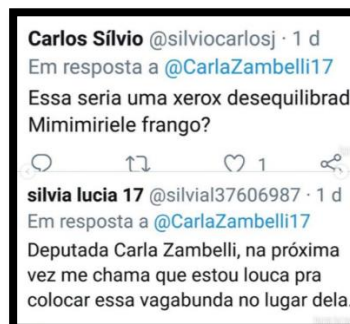 Carlos Sílvio @silviocarlosj · 1 d
Em resposta a @CarlaZambelli17
Essa seria uma xerox desequilibrad
Mimimiriele frango?
1
silvia lucia 17 @silvial37606987 · 1 d
Em resposta a @CarlaZambelli17
Deputada Carla Zambelli, na próxima
vez me chama que estou louca pra
colocar essa vagabunda no lugar dela.